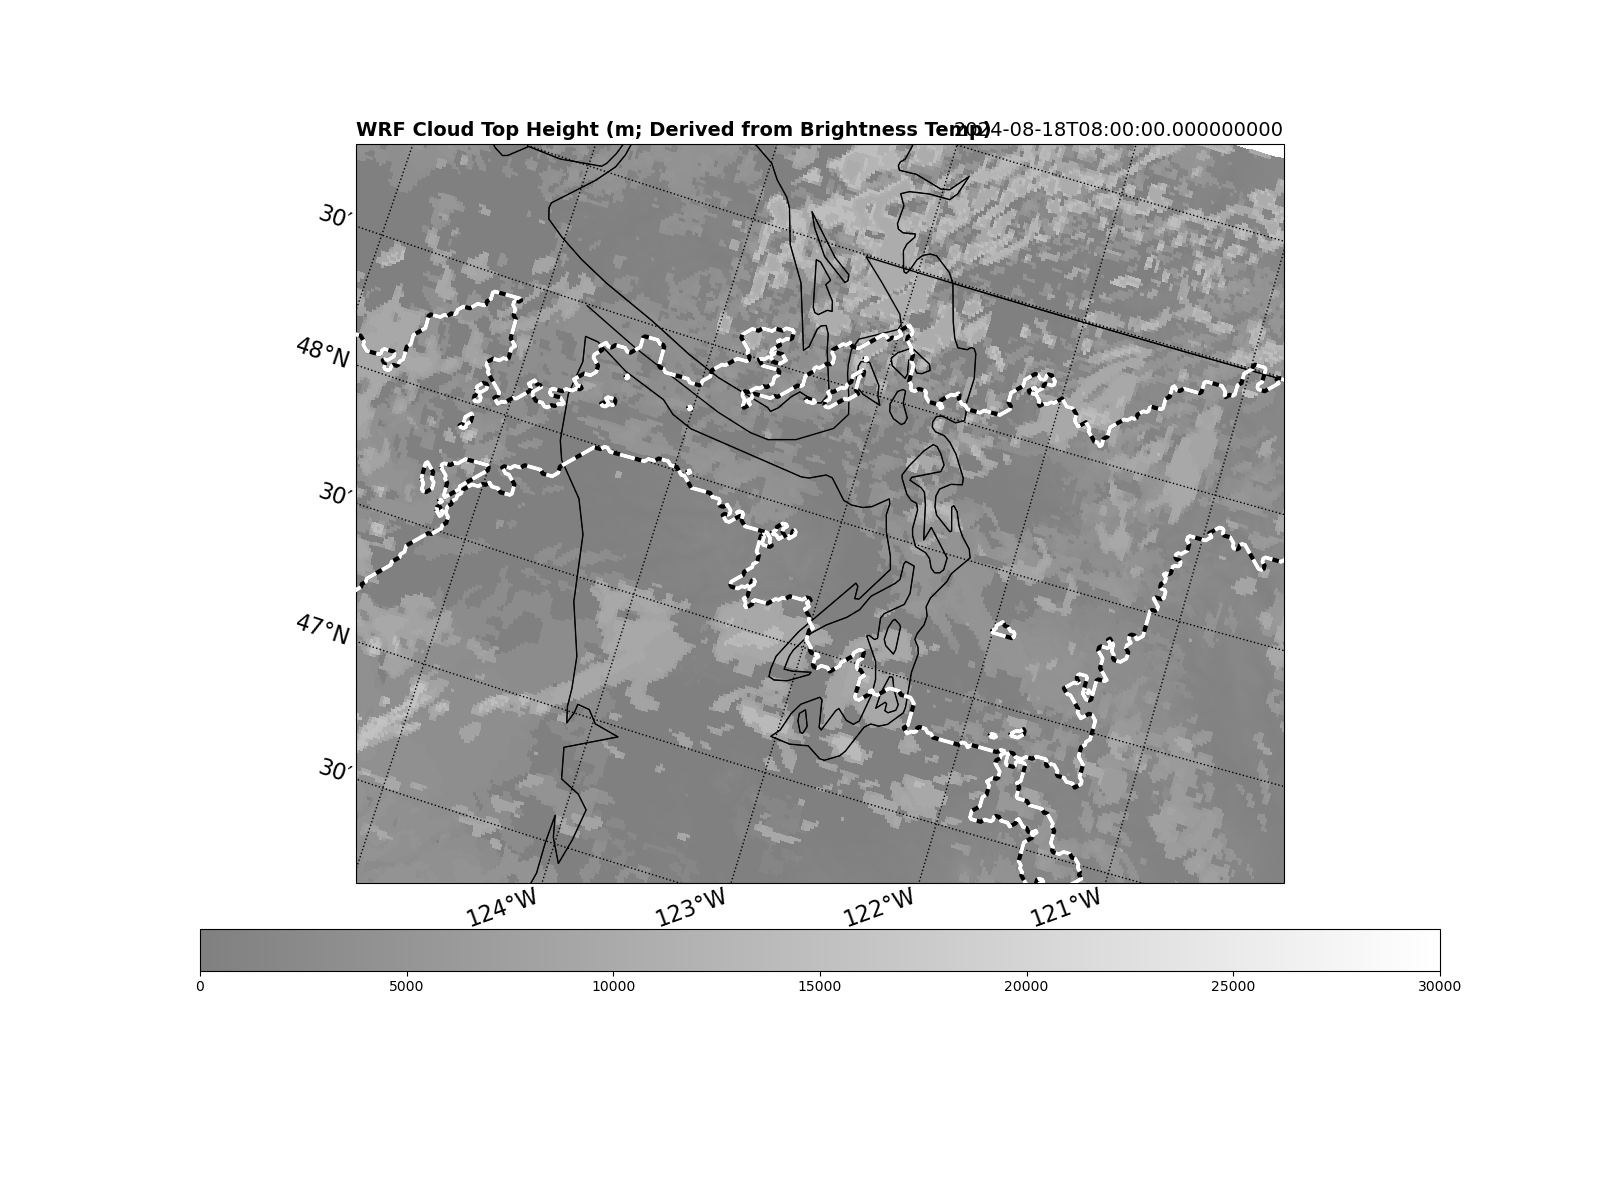 WRF Cloud Top Height (m; Derived from Brightness Temp) 2024-08-18T08:00:00.000000000
30′
48°N
30′
47°N
30′
124°W 123°W 122°W 121°W
0 5000 10000 15000 20000 25000 30000